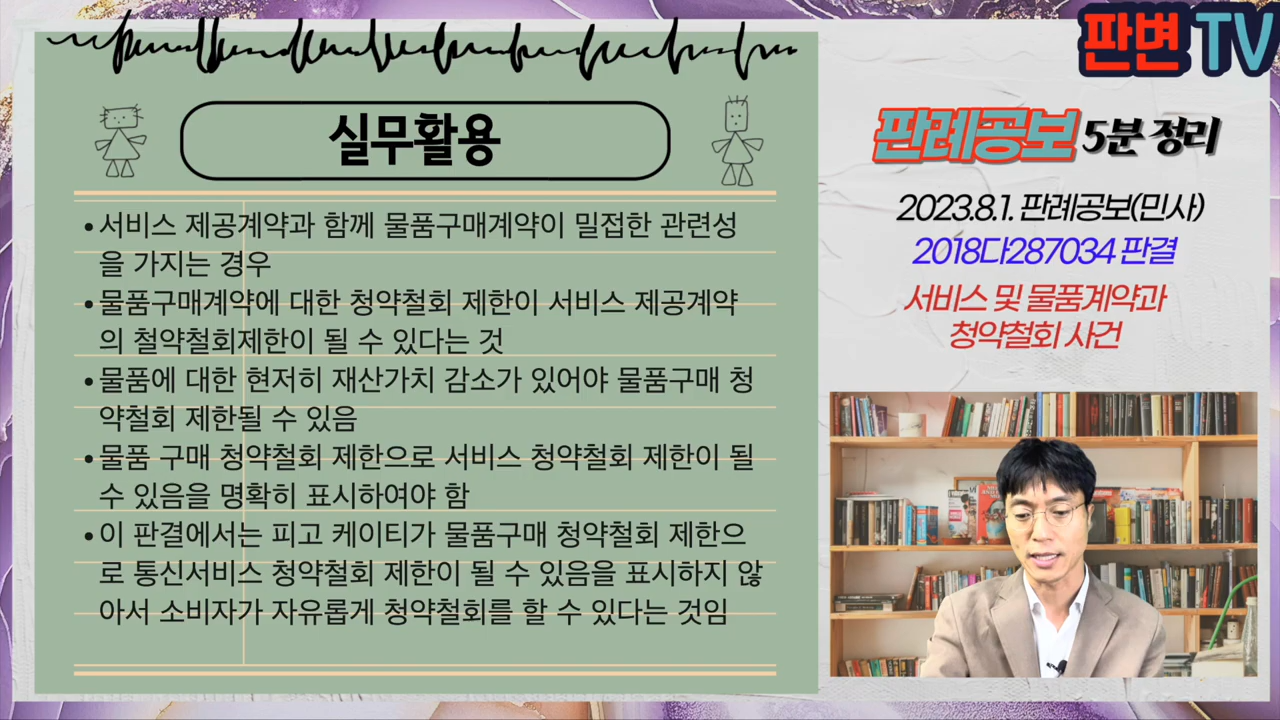 판변 TV
실무활용
• 서비스 제공계약과 함께 물품구매계약이 밀접한 관련성
을 가지는 경우
• 물품구매계약에 대한 청약철회 제한이 서비스 제공계약
의 철약철회제한이 될 수 있다는 것
• 물품에 대한 현저히 재산가치 감소가 있어야 물품구매 청
약철회 제한될 수 있음
• 물품 구매 청약철회 제한으로 서비스 청약철회 제한이 될
수 있음을 명확히 표시하여야 함
• 이 판결에서는 피고 케이티가 물품구매 청약철회 제한으
로 통신서비스 청약철회 제한이 될 수 있음을 표시하지 않
아서 소비자가 자유롭게 청약철회를 할 수 있다는 것임
판례공보 5분 정리
2023.8.1. 판례공보(민사)
2018다287034 판결
서비스 및 물품계약과
청약철회 사건